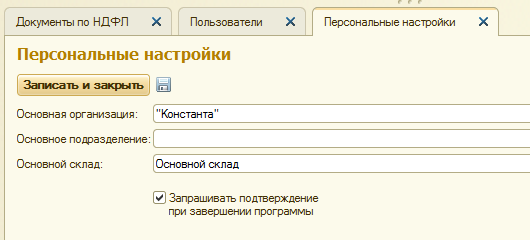 Документы по НДФЛ
Пользователи
Персональные настройки
Персональные настройки
Записать и закрыть
Основная организация: "Константа"
Основное подразделение:
Основной склад: Основной склад
Запрашивать подтверждение
при завершении программы